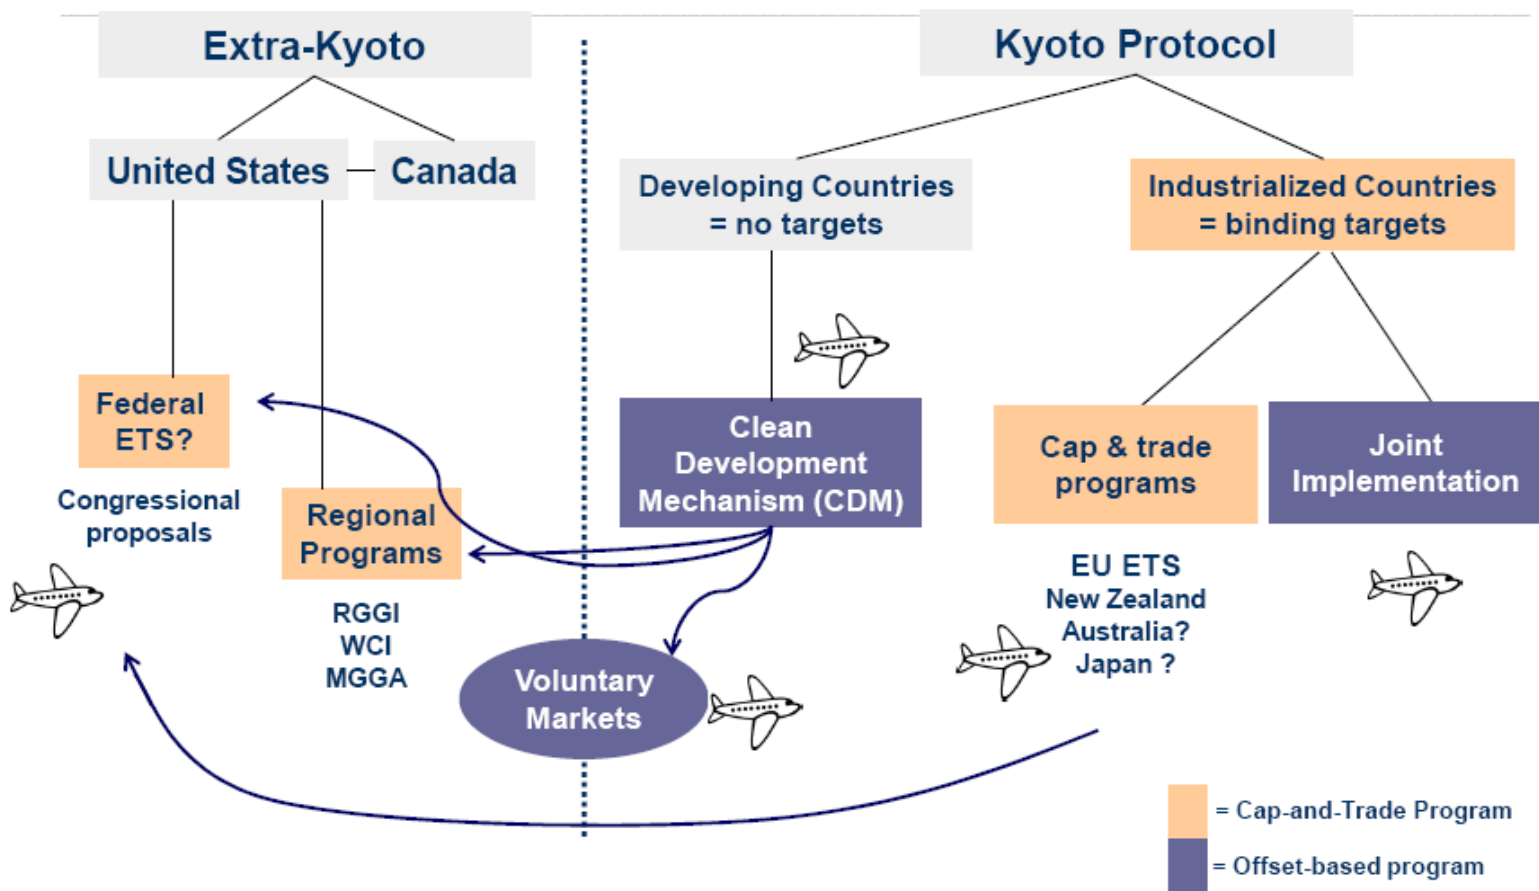 Extra-Kyoto
Kyoto Protocol
United States
Canada
Developing Countries
= no targets
Industrialized Countries
= binding targets
Federal
ETS?
Congressional
proposals
Regional
Programs
RGGI
WCI
MGGA
Clean
Development
Mechanism (CDM)
Cap & trade
programs
EU ETS
New Zealand
Australia?
Japan ?
Joint
Implementation
Voluntary
Markets
= Cap-and-Trade Program
= Offset-based program